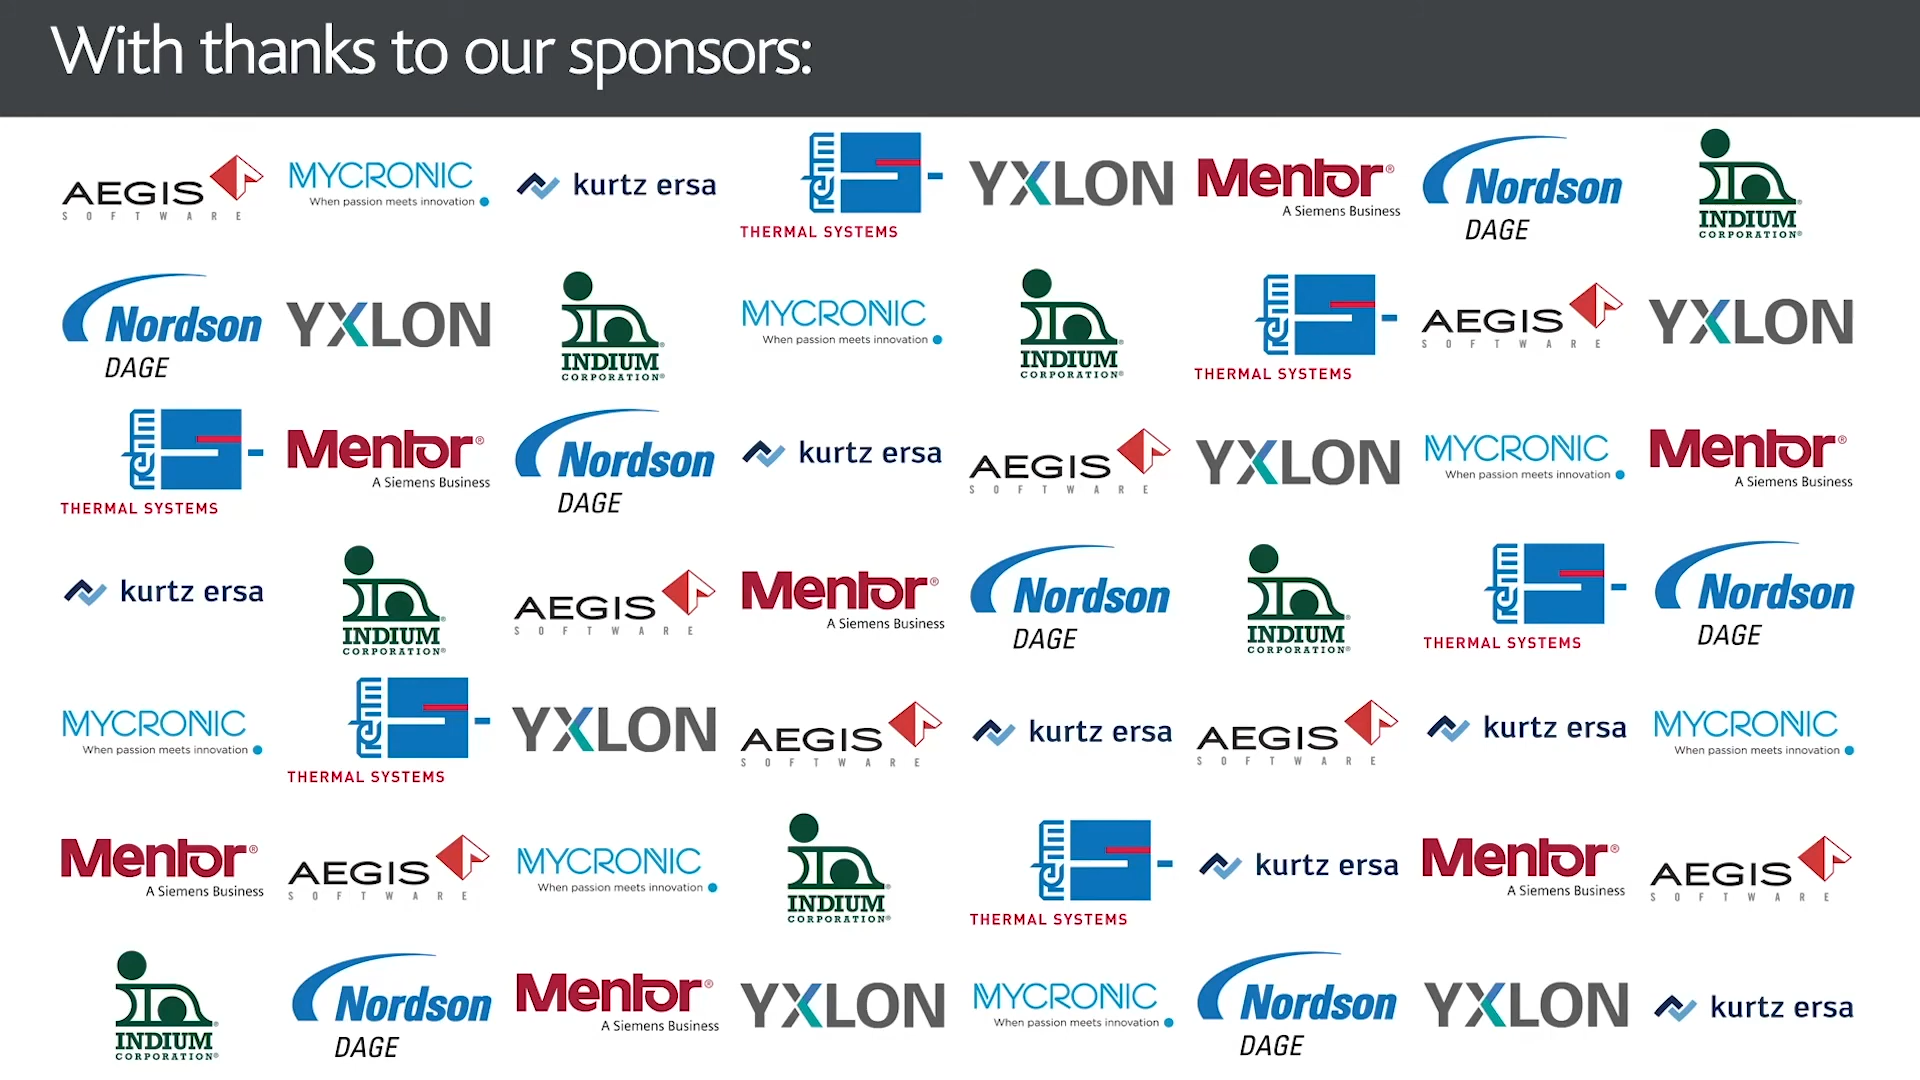 With thanks to our sponsors:
AEGIS
SOFTWARE
MYCRONIC
When passion meets innovation
kurtz ersa
rehm
THERMAL SYSTEMS
YXLON
Mentor®
A Siemens Business
Nordson
DAGE
INDIUM
CORPORATION®
Nordson
DAGE
YXLON
INDIUM
CORPORATION®
MYCRONIC
When passion meets innovation
INDIUM
CORPORATION®
rehm
THERMAL SYSTEMS
AEGIS
SOFTWARE
YXLON
rehm
THERMAL SYSTEMS
Mentor®
A Siemens Business
Nordson
DAGE
kurtz ersa
AEGIS
SOFTWARE
YXLON
MYCRONIC
When passion meets innovation
Mentor®
A Siemens Business
kurtz ersa
INDIUM
CORPORATION®
AEGIS
SOFTWARE
Mentor®
A Siemens Business
Nordson
DAGE
INDIUM
CORPORATION®
rehm
THERMAL SYSTEMS
Nordson
DAGE
MYCRONIC
When passion meets innovation
rehm
THERMAL SYSTEMS
YXLON
AEGIS
SOFTWARE
kurtz ersa
AEGIS
SOFTWARE
kurtz ersa
MYCRONIC
When passion meets innovation
Mentor®
A Siemens Business
AEGIS
SOFTWARE
MYCRONIC
When passion meets innovation
INDIUM
CORPORATION®
rehm
THERMAL SYSTEMS
kurtz ersa
Mentor®
A Siemens Business
AEGIS
SOFTWARE
INDIUM
CORPORATION®
Nordson
DAGE
Mentor®
A Siemens Business
YXLON
MYCRONIC
When passion meets innovation
Nordson
DAGE
YXLON
kurtz ersa